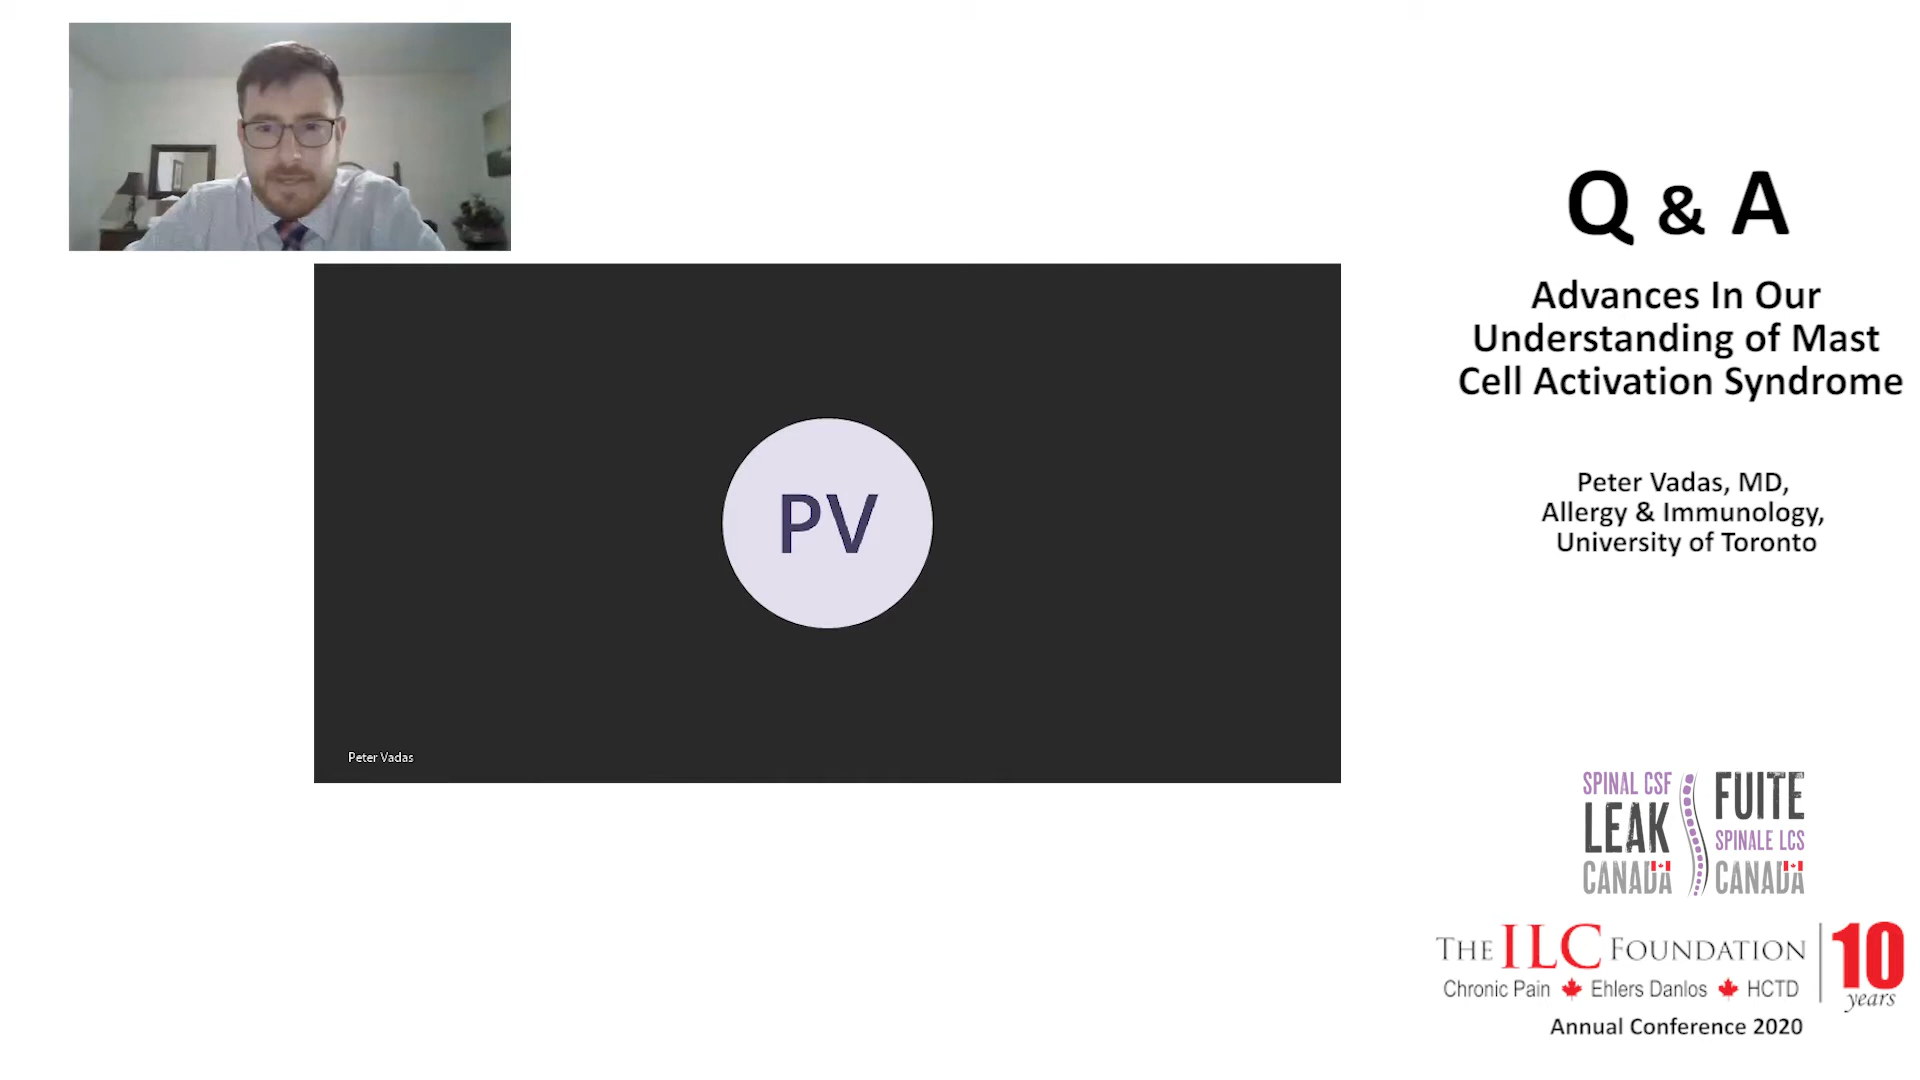 Q & A
Advances In Our
Understanding of Mast
Cell Activation Syndrome
Peter Vadas, MD,
Allergy & Immunology,
University of Toronto
PV
Peter Vadas
SPINAL CSF
LEAK
CANADA
FUITE
SPINALE LCS
CANADA
THE ILC FOUNDATION
Chronic Pain Ehlers Danlos HCTD
10
years
Annual Conference 2020